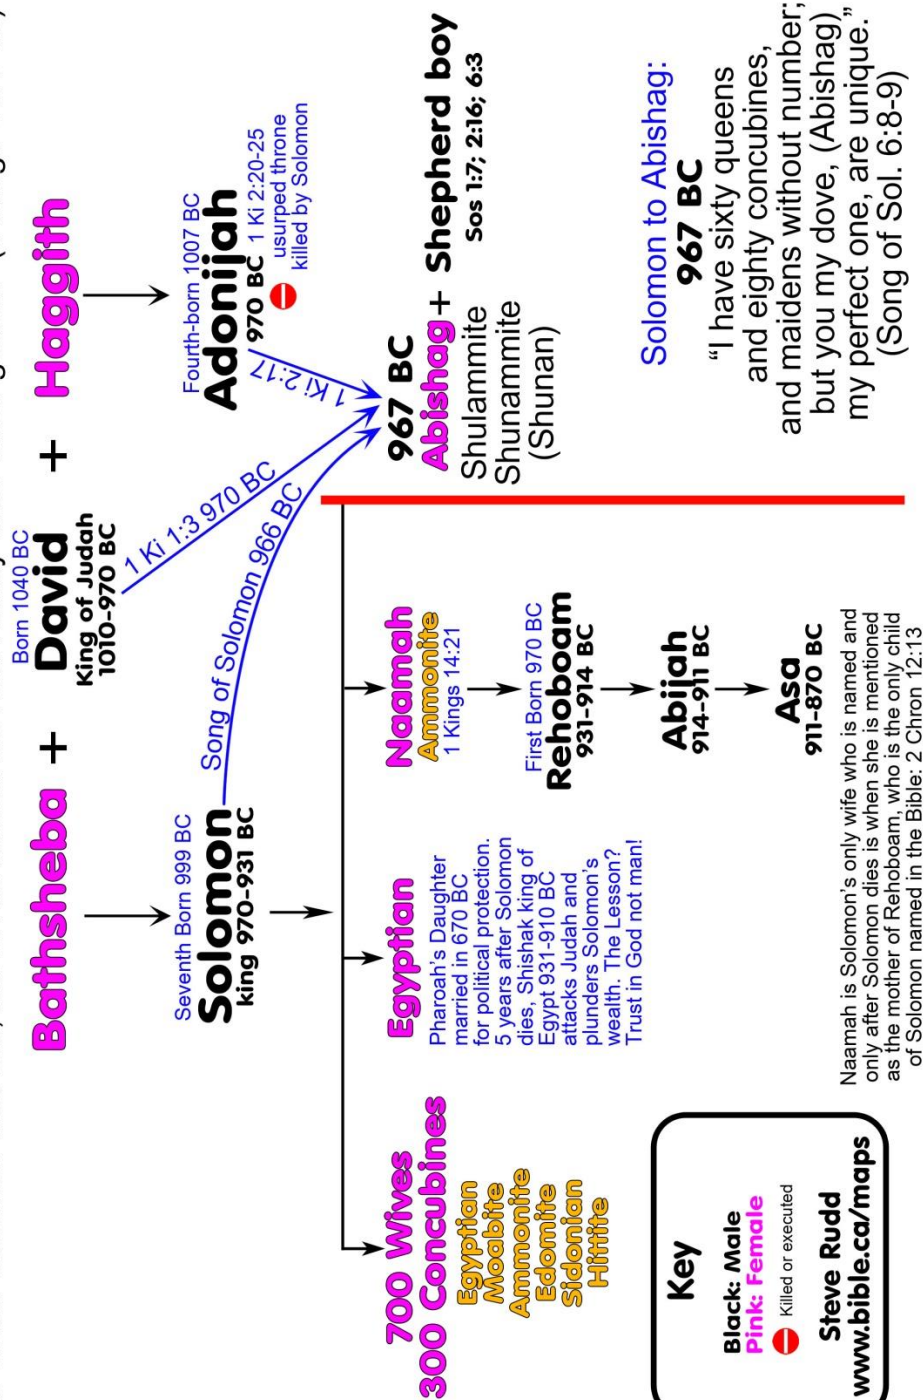 Bathsheba + David + Haggith
Born 1040 BC
King of Judah
1010-970 BC
Seventh Born 999 BC
Solomon
king 970-931 BC
Fourth-born 1007 BC
Adonijah
970 BC 1 Ki 2:20-25
usurped throne
killed by Solomon
Song of Solomon 966 BC
1 Ki 1:3 970 BC
1 Ki 2:17
967 BC
Abishag + Shepherd boy
Sos 1:7; 2:16; 6:3
Shulammite
Shunammite
(Shunan)
700 Wives
300 Concubines
Egyptian
Moabite
Ammonite
Edomite
Sidonian
Hittite
Egyptian
Pharoah's Daughter
married in 670 BC
for political protection.
5 years after Solomon
dies, Shishak king of
Egypt 931-910 BC
attacks Judah and
plunders Solomon's
wealth. The Lesson?
Trust in God not man!
Naamah
Ammonite
1 Kings 14:21
First Born 970 BC
Rehoboam
931-914 BC
Abijah
914-911 BC
Asa
911-870 BC
Solomon to Abishag:
967 BC
“I have sixty queens
and eighty concubines,
and maidens without number;
but you my dove, (Abishag)
my perfect one, are unique.”
(Song of Sol. 6:8-9)
Key
Black: Male
Pink: Female
Killed or executed
Steve Rudd
www.bible.ca/maps
Naamah is Solomon's only wife who is named and
only after Solomon dies is when she is mentioned
as the mother of Rehoboam, who is the only child
of Solomon named in the Bible: 2 Chron 12:13